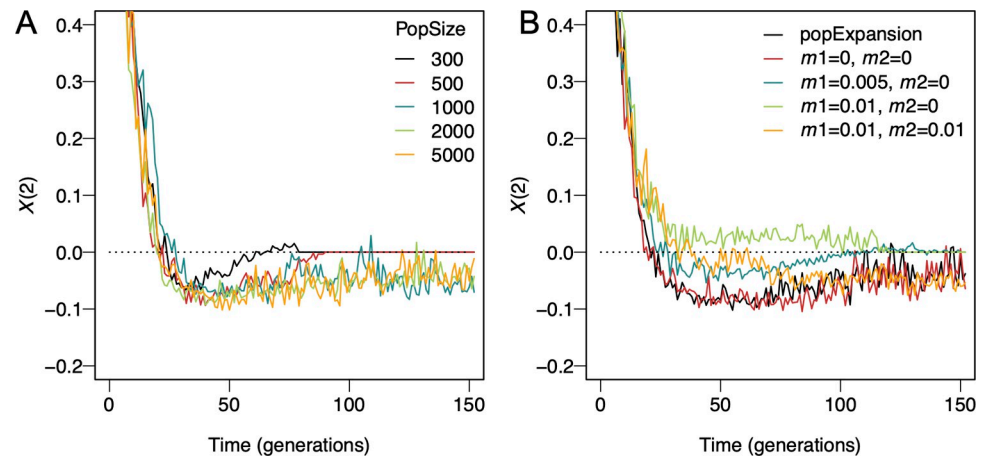 A
PopSize
300
500
1000
2000
5000
X(2)
0.4
0.3
0.2
0.1
0.0
−0.1
−0.2
0
50
100
150
Time (generations)
B
popExpansion
m1=0, m2=0
m1=0.005, m2=0
m1=0.01, m2=0
m1=0.01, m2=0.01
X(2)
0.4
0.3
0.2
0.1
0.0
−0.1
−0.2
0
50
100
150
Time (generations)